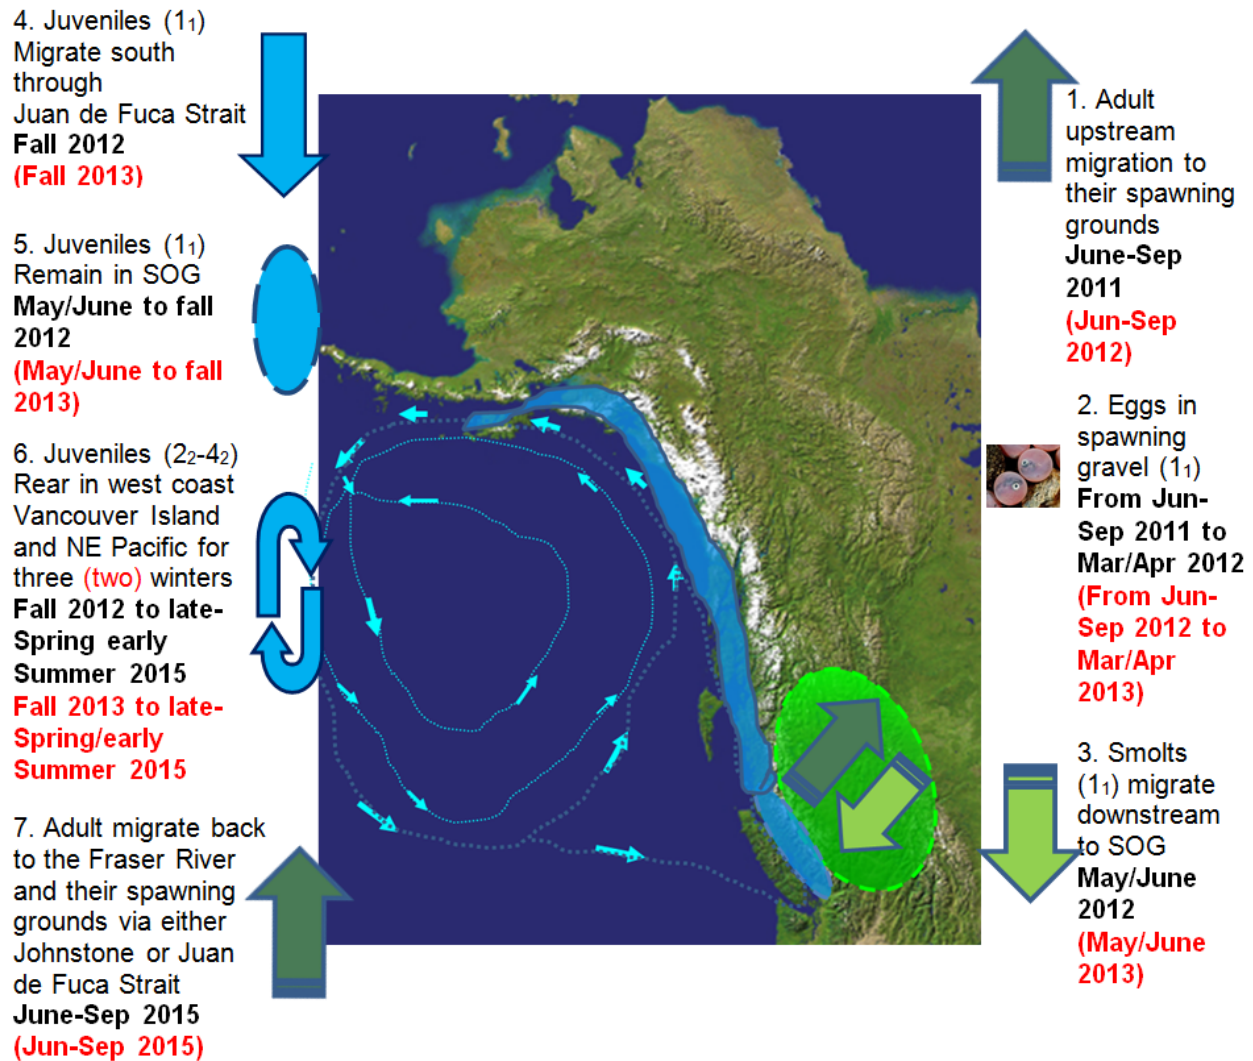 4. Juveniles (1₁)
Migrate south
through
Juan de Fuca Strait
Fall 2012
(Fall 2013)
5. Juveniles (1₁)
Remain in SOG
May/June to fall
2012
(May/June to fall
2013)
6. Juveniles (2₂-4₂)
Rear in west coast
Vancouver Island
and NE Pacific for
three (two) winters
Fall 2012 to late-
Spring early
Summer 2015
Fall 2013 to late-
Spring/early
Summer 2015
7. Adult migrate back
to the Fraser River
and their spawning
grounds via either
Johnstone or Juan
de Fuca Strait
June-Sep 2015
(Jun-Sep 2015)
1. Adult
upstream
migration to
their spawning
grounds
June-Sep
2011
(Jun-Sep
2012)
2. Eggs in
spawning
gravel (1₁)
From Jun-
Sep 2011 to
Mar/Apr 2012
(From Jun-
Sep 2012 to
Mar/Apr
2013)
3. Smolts
(1₁) migrate
downstream
to SOG
May/June
2012
(May/June
2013)